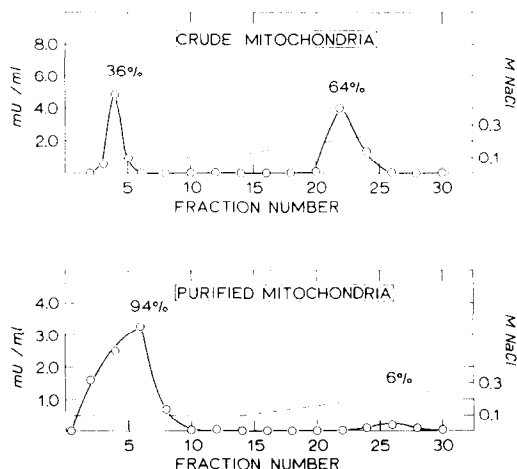 CRUDE MITOCHONDRIA
8.0
6.0
4.0
2.0
mU/ml
36%
64%
M NaCl
0.3
0.1
5 10 15 20 25 30
FRACTION NUMBER
PURIFIED MITOCHONDRIA
4.0
3.0
2.0
1.0
mU/ml
94%
6%
M NaCl
0.3
0.1
5 10 15 20 25 30
FRACTION NUMBER